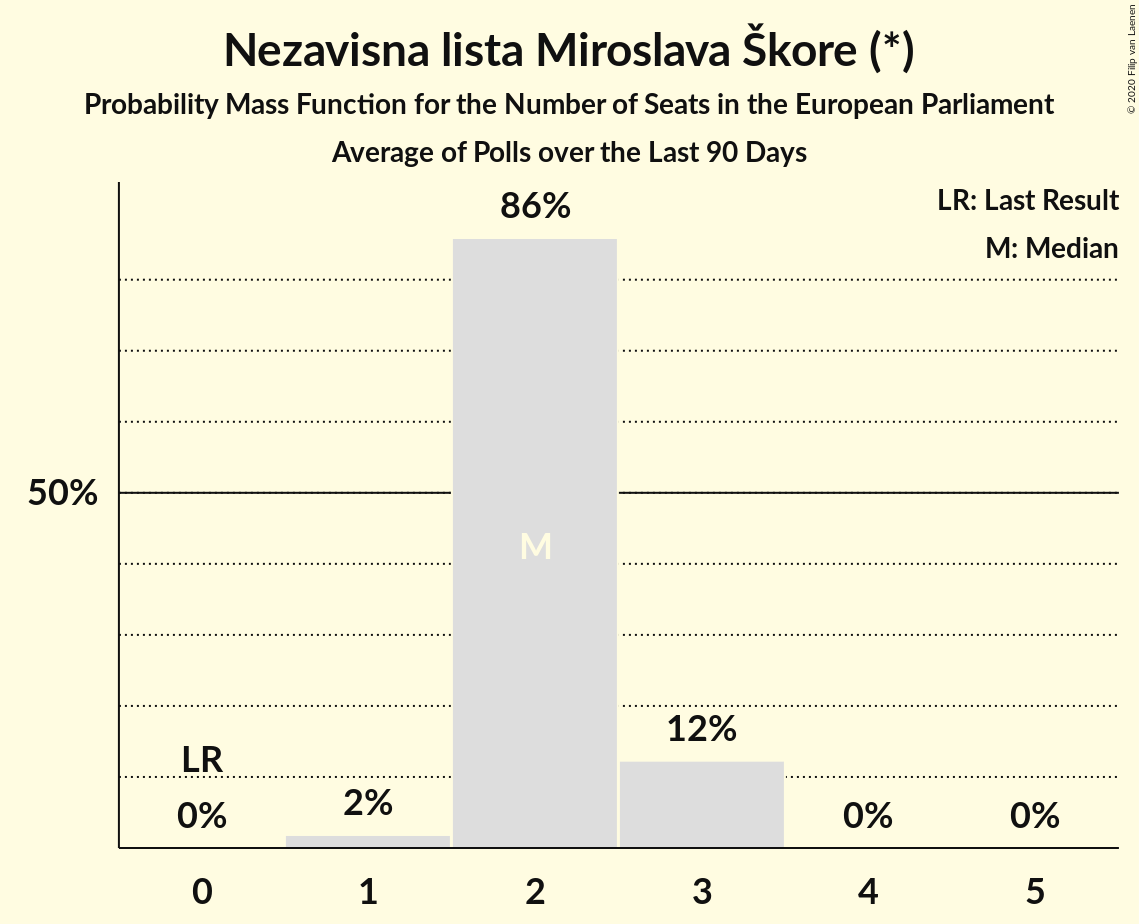 Nezavisna lista Miroslava Škore (*)
Probability Mass Function for the Number of Seats in the European Parliament
Average of Polls over the Last 90 Days
© 2020 Filip van Laenen
LR: Last Result
M: Median
86%
50%
M
12%
LR
2%
0%
0%
0%
0 1 2 3 4 5